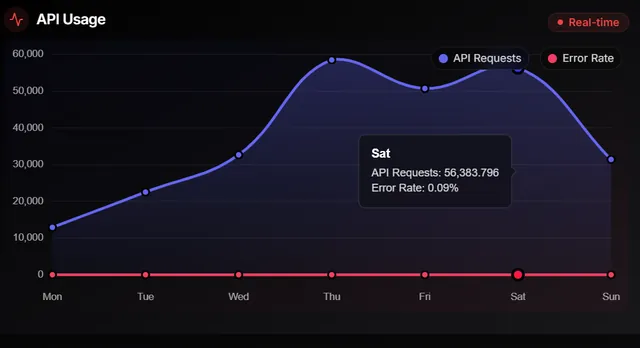 API Usage
Real-time
60,000
API Requests
Error Rate
50,000
40,000
30,000
20,000
10,000
0
Sat
API Requests: 56,383.796
Error Rate: 0.09%
Mon
Tue
Wed
Thu
Fri
Sat
Sun